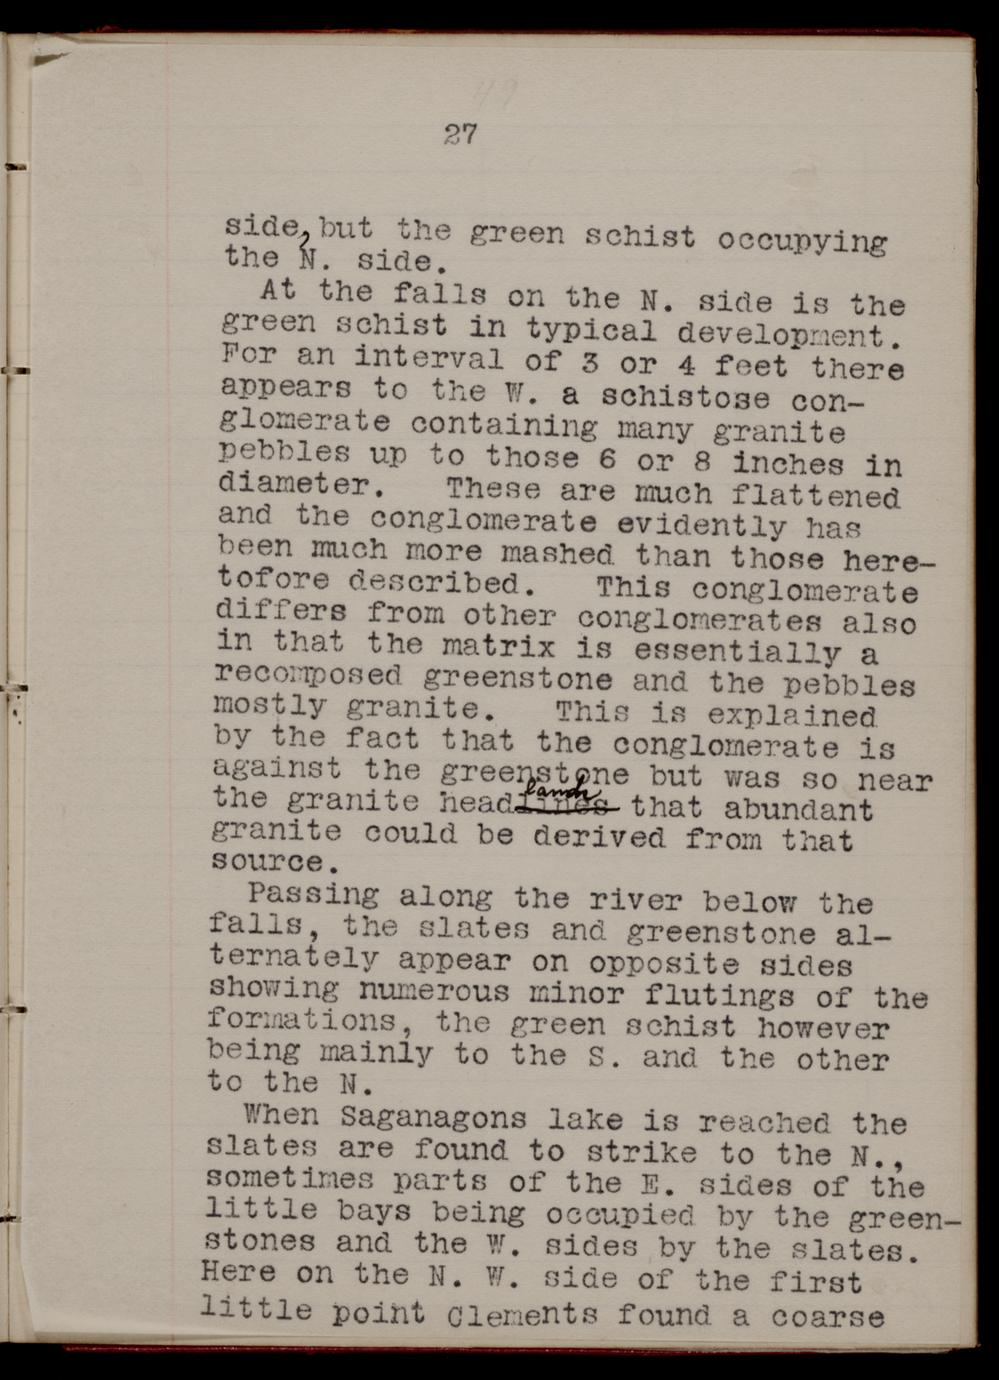 27
side, but the green schist occupying
the N. side.
At the falls on the N. side is the
green schist in typical development.
For an interval of 3 or 4 feet there
appears to the W. a schistose con-
glomerate containing many granite
pebbles up to those 6 or 8 inches in
diameter. These are much flattened
and the conglomerate evidently has
been much more mashed than those here-
tofore described. This conglomerate
differs from other conglomerates also
in that the matrix is essentially a
recomposed greenstone and the pebbles
mostly granite. This is explained
by the fact that the conglomerate is
against the greenstone but was so near
lands
the granite headlines that abundant
granite could be derived from that
source.
Passing along the river below the
falls, the slates and greenstone al-
ternately appear on opposite sides
showing numerous minor flutings of the
formations, the green schist however
being mainly to the S. and the other
to the N.
When Saganagons lake is reached the
slates are found to strike to the N.,
sometimes parts of the E. sides of the
little bays being occupied by the green-
stones and the W. sides by the slates.
Here on the N. W. side of the first
little point Clements found a coarse